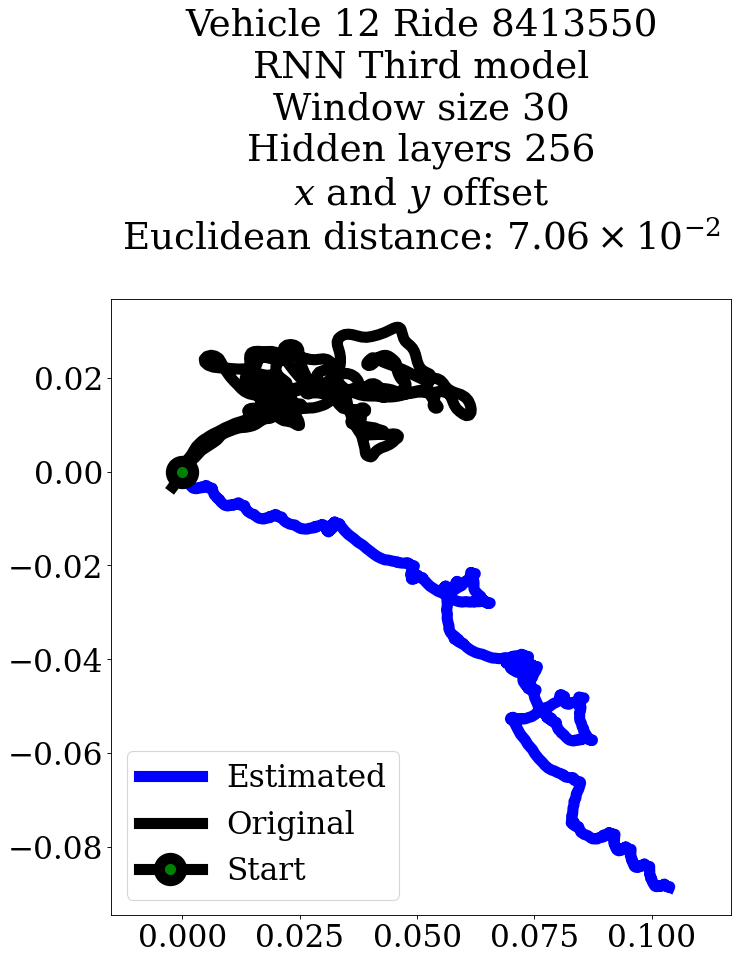 Vehicle 12 Ride 8413550
RNN Third model
Window size 30
Hidden layers 256
x and y offset
Euclidean distance: 7.06 × 10⁻²
0.02
0.00
−0.02
−0.04
−0.06
−0.08
Estimated
Original
Start
0.000 0.025 0.050 0.075 0.100